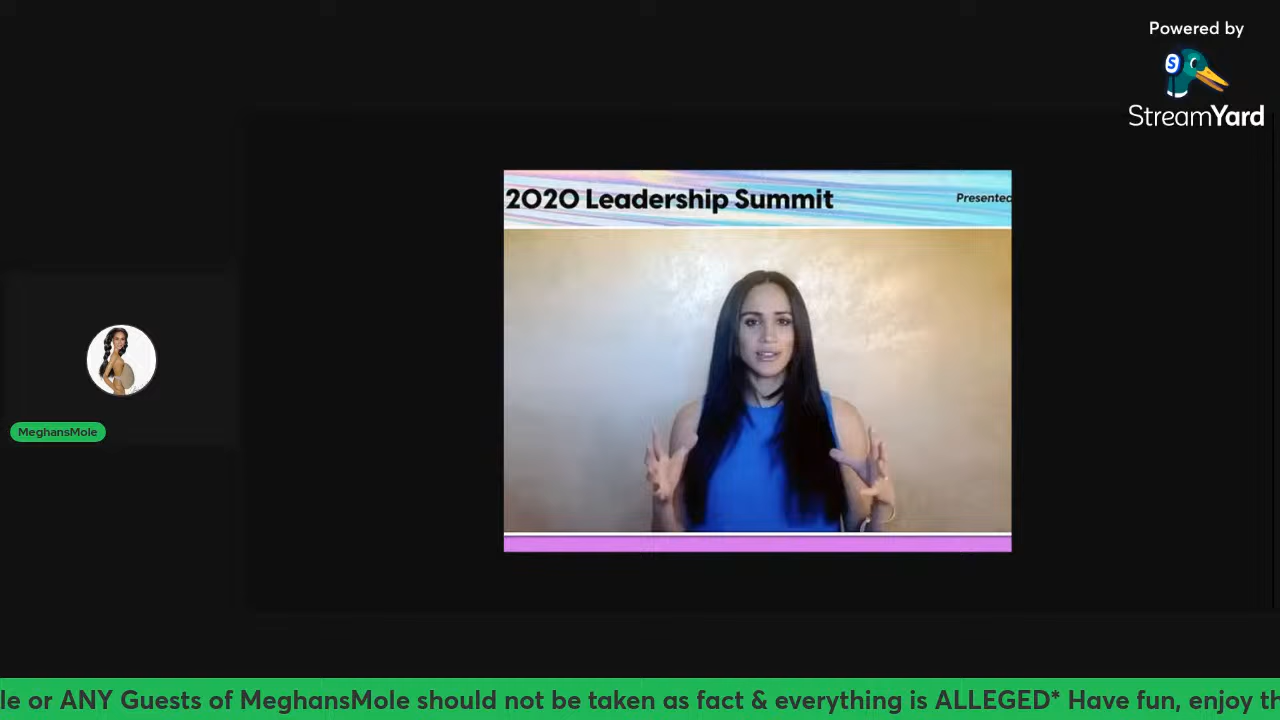 Powered by
S
StreamYard
2020 Leadership Summit
Presented
MeghansMole
le or ANY Guests of MeghansMole should not be taken as fact & everything is ALLEGED* Have fun, enjoy th